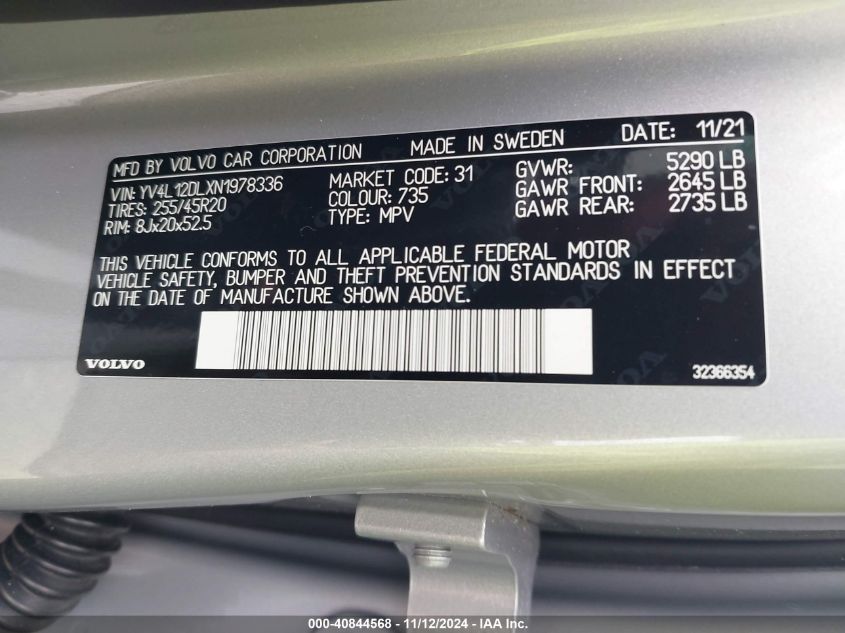 MFD BY VOLVO CAR CORPORATION MADE IN SWEDEN DATE: 11/21
VIN: YV4L12DLXN1978336 MARKET CODE: 31 GVWR: 5290 LB
TIRES: 255/45R20 COLOUR: 735 GAWR FRONT: 2645 LB
RIM: 8Jx20x52.5 TYPE: MPV GAWR REAR: 2735 LB
THIS VEHICLE CONFORMS TO ALL APPLICABLE FEDERAL MOTOR
VEHICLE SAFETY, BUMPER AND THEFT PREVENTION STANDARDS IN EFFECT
ON THE DATE OF MANUFACTURE SHOWN ABOVE.
VOLVO 32366354
000-40844568 - 11/12/2024 - IAA Inc.